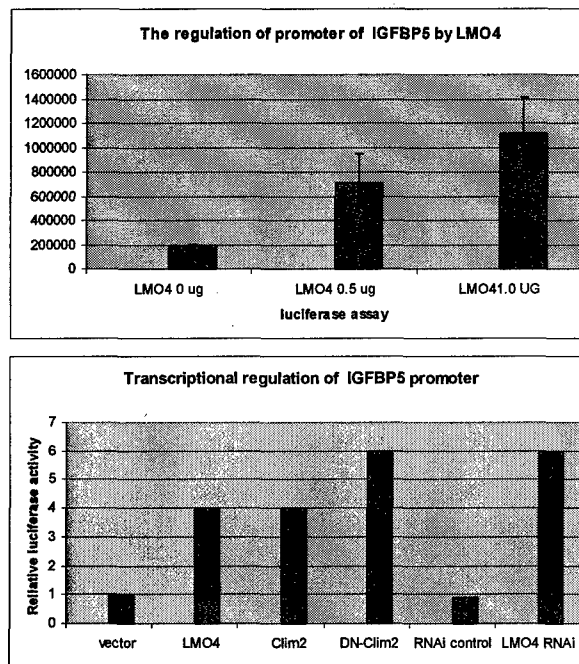 The regulation of promoter of IGFBP5 by LMO4
1600000
1400000
1200000
1000000
800000
600000
400000
200000
0
LMO4 0 ug LMO4 0.5 ug LMO41.0 UG
luciferase assay
Transcriptional regulation of IGFBP5 promoter
Rellative luciferase activity
7
6
5
4
3
2
1
0
vector LMO4 Clim2 DN-Clim2 RNAi control LMO4 RNAi